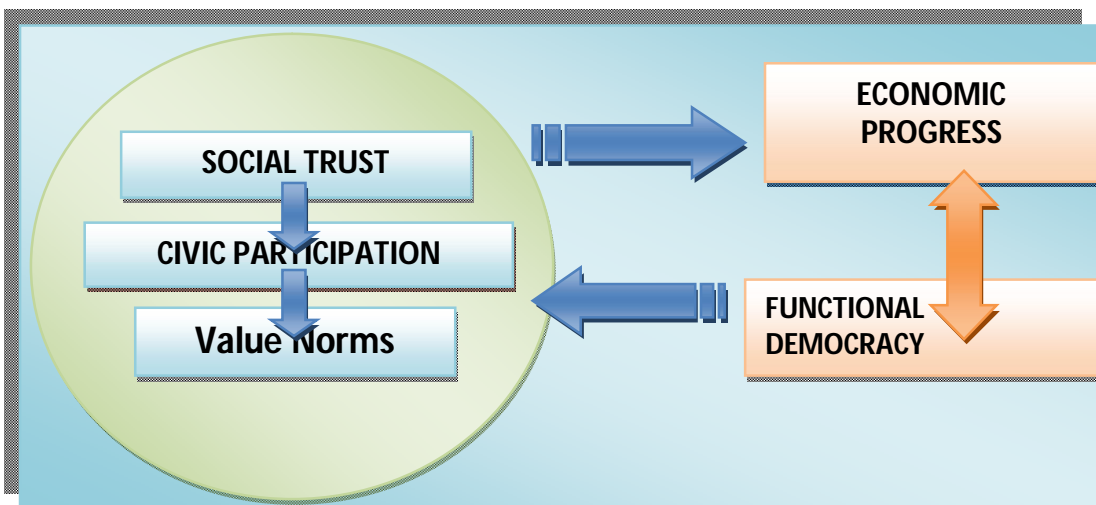 SOCIAL TRUST
CIVIC PARTICIPATION
Value Norms
ECONOMIC
PROGRESS
FUNCTIONAL
DEMOCRACY